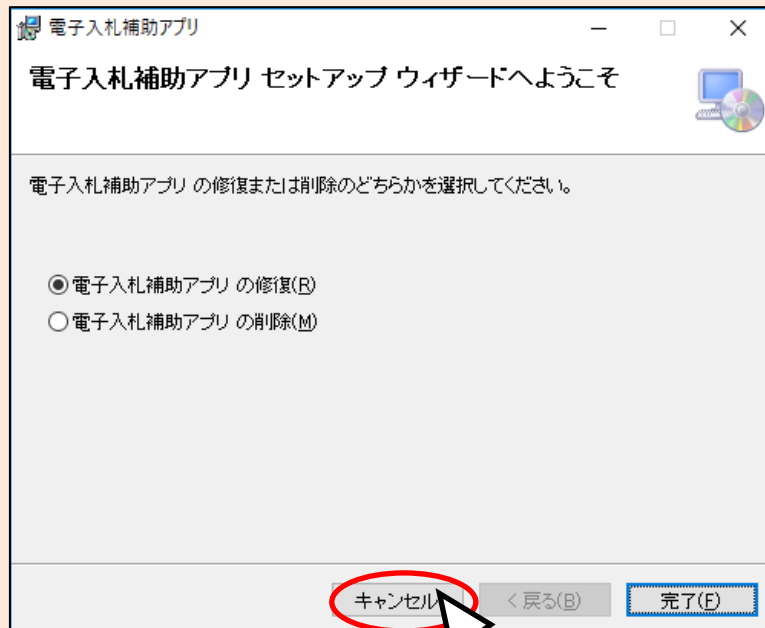 電子入札補助アプリ
電子入札補助アプリ セットアップ ウィザードへようこそ
電子入札補助アプリ の修復または削除のどちらかを選択してください。
電子入札補助アプリ の修復(R)
電子入札補助アプリ の削除(M)
キャンセル
< 戻る(B)
完了(F)